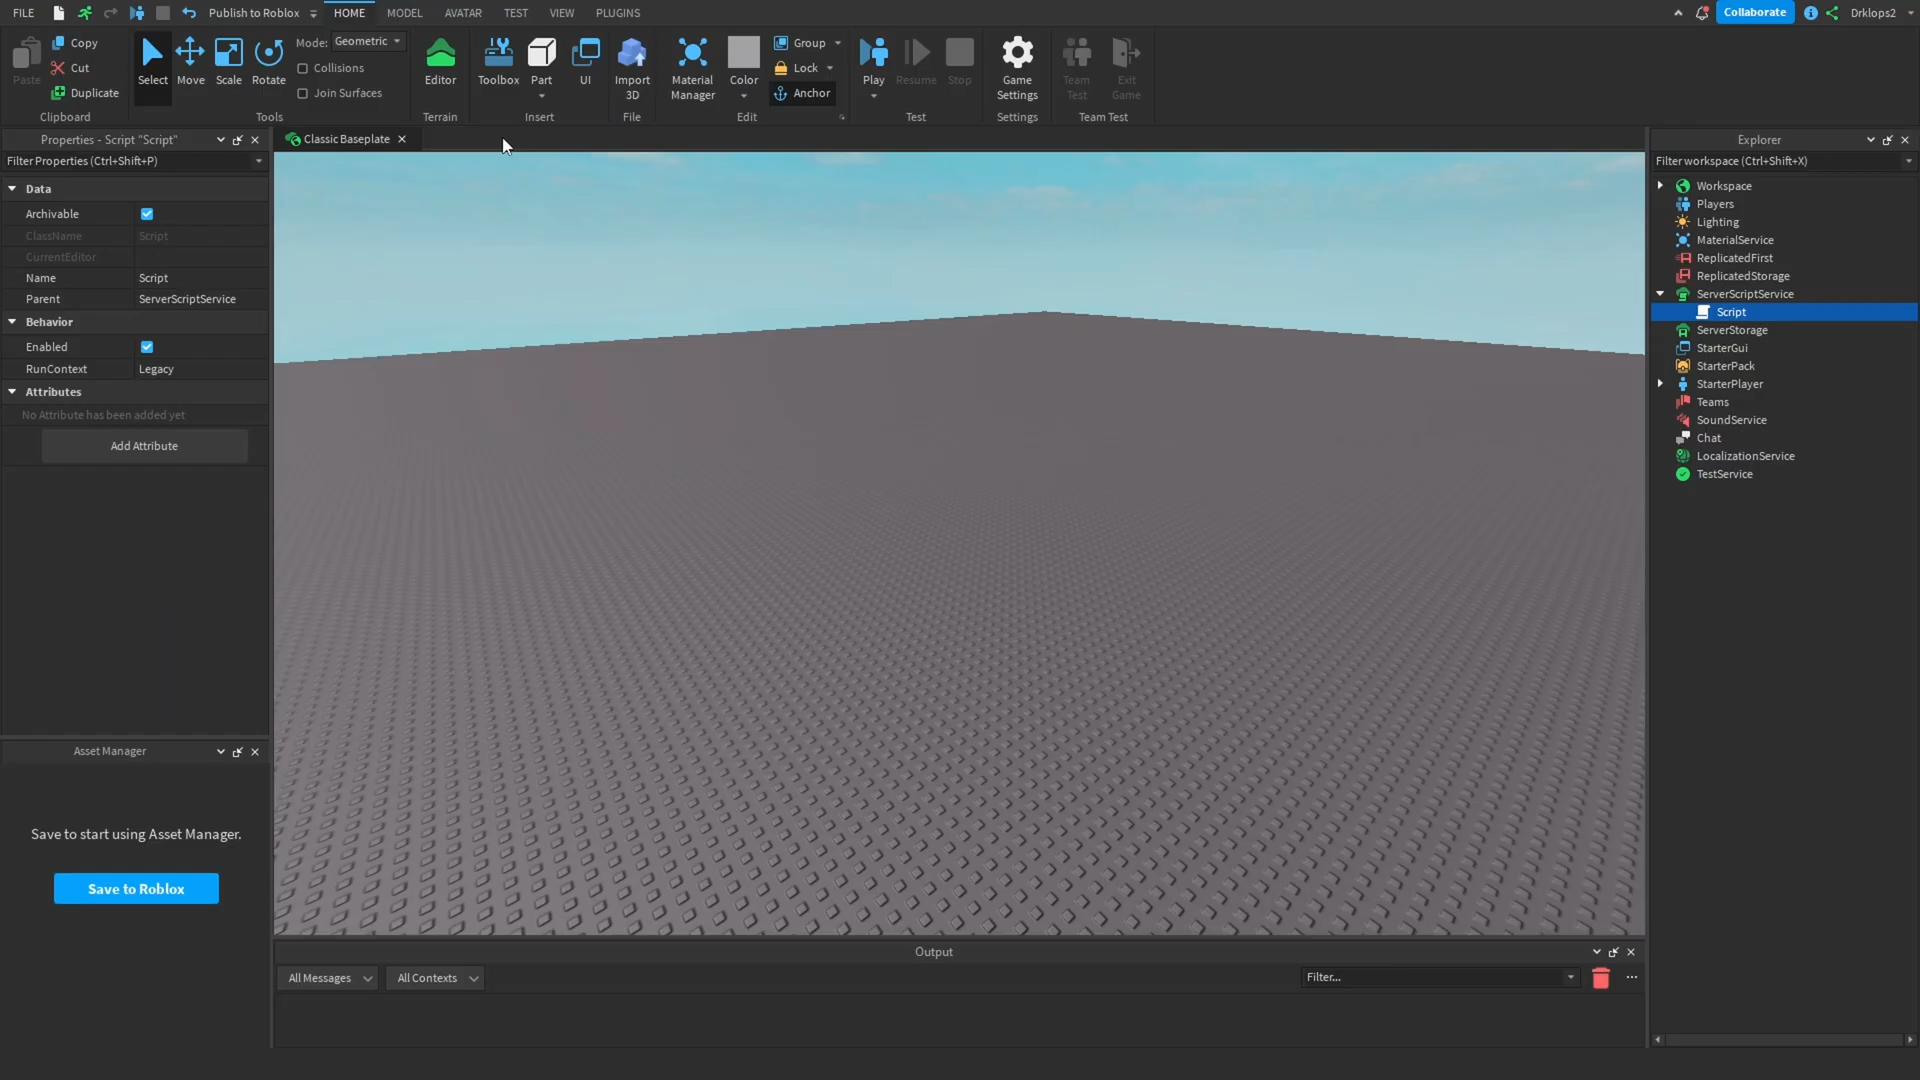 FILE Publish to Roblox HOME MODEL AVATAR TEST VIEW PLUGINS Collaborate Drklops2
Paste Copy Cut Duplicate
Clipboard
Select Move Scale Rotate
Mode: Geometric
Collisions
Join Surfaces
Tools
Editor
Terrain
Toolbox Part UI
Insert
Import 3D
File
Material Manager Color Group Lock Anchor
Edit
Play Resume Stop
Test
Game Settings
Settings
Team Test Exit Game
Team Test
Properties - Script "Script"
Filter Properties (Ctrl+Shift+P)
Data
Archivable
ClassName Script
CurrentEditor
Name Script
Parent ServerScriptService
Behavior
Enabled
RunContext Legacy
Attributes
No Attribute has been added yet
Add Attribute
Asset Manager
Save to start using Asset Manager.
Save to Roblox
Classic Baseplate
Output
All Messages All Contexts Filter...
Explorer
Filter workspace (Ctrl+Shift+X)
Workspace
Players
Lighting
MaterialService
ReplicatedFirst
ReplicatedStorage
ServerScriptService
Script
ServerStorage
StarterGui
StarterPack
StarterPlayer
Teams
SoundService
Chat
LocalizationService
TestService